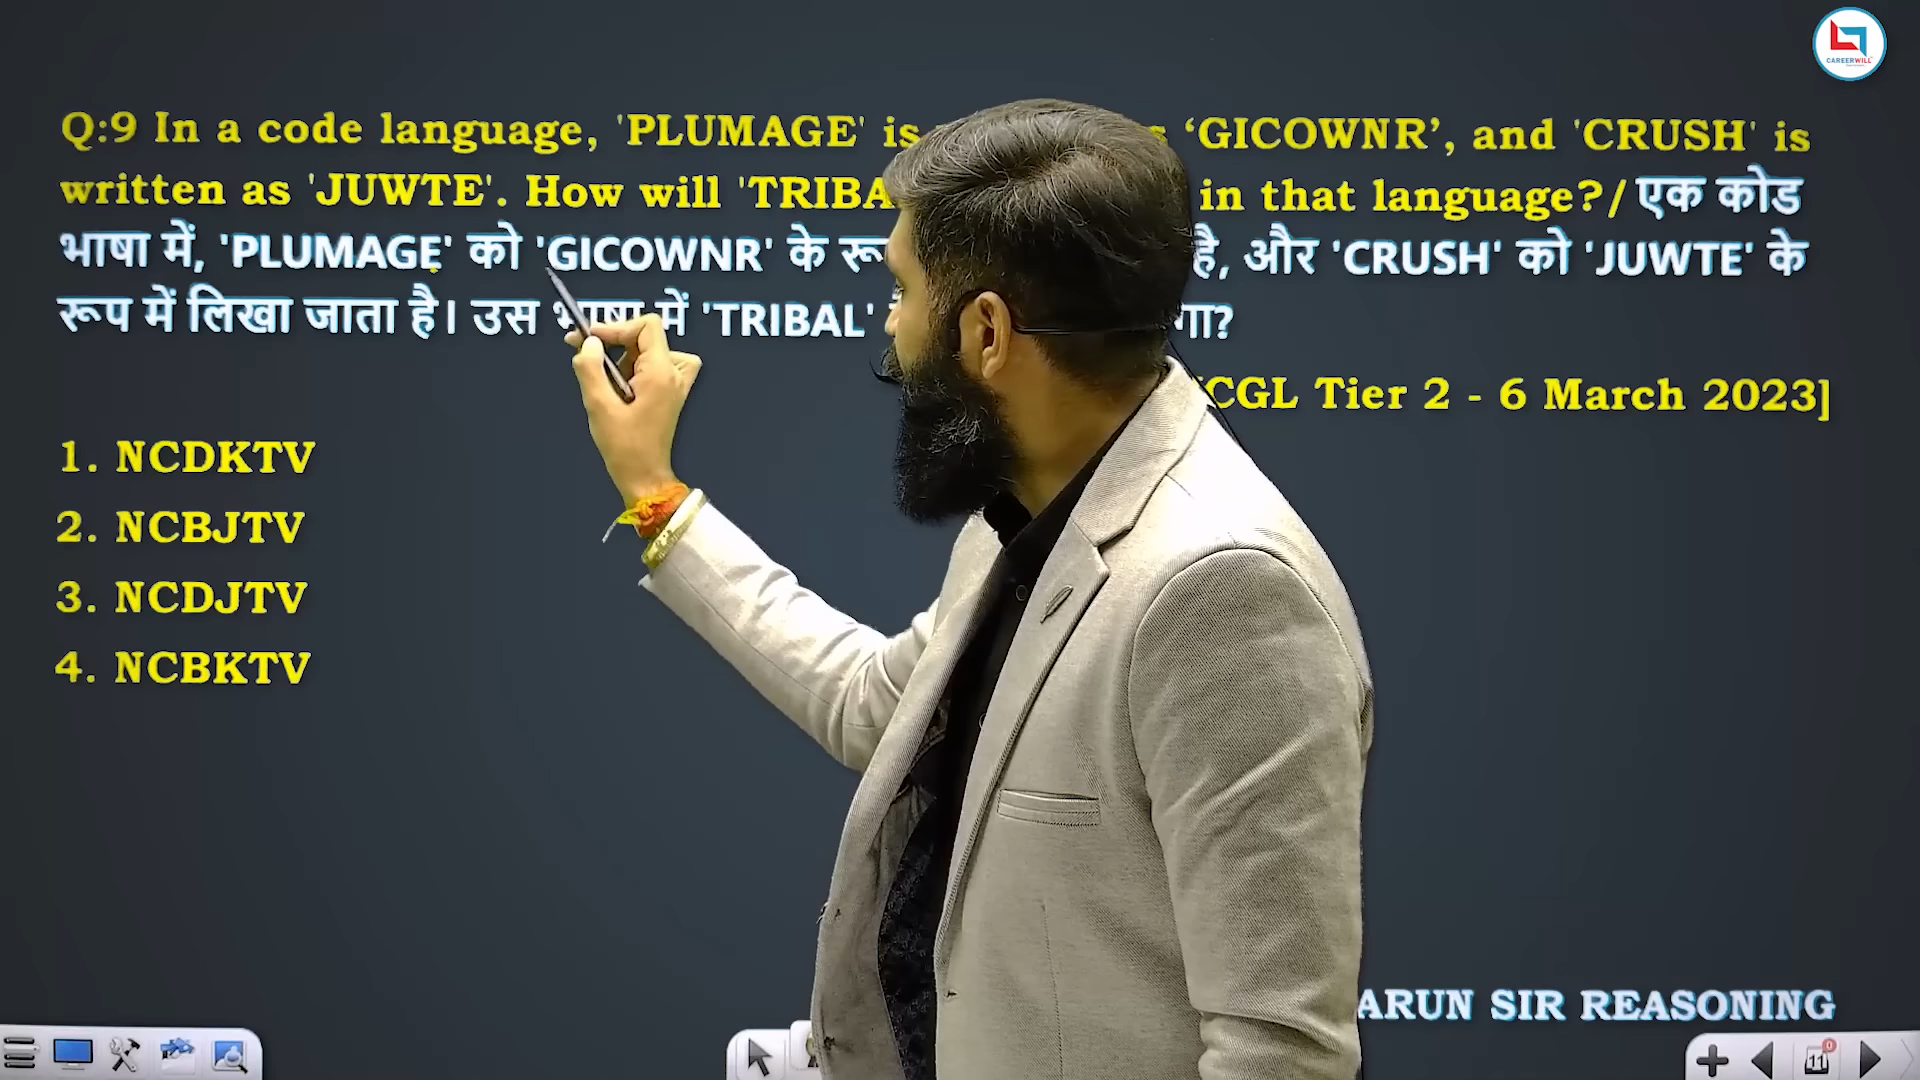 CAREERWILL
Q:9 In a code language, 'PLUMAGE' is ‘GICOWNR’, and 'CRUSH' is
written as 'JUWTE'. How will 'TRIBA in that language?/ एक कोड
भाषा में, 'PLUMAGE' को 'GICOWNR' के है, और 'CRUSH' को 'JUWTE' के
रूप में लिखा जाता है। उस भाषा में 'TRIBAL'
CGL Tier 2 - 6 March 2023]
1. NCDKTV
2. NCBJTV
3. NCDJTV
4. NCBKTV
ARUN SIR REASONING
11